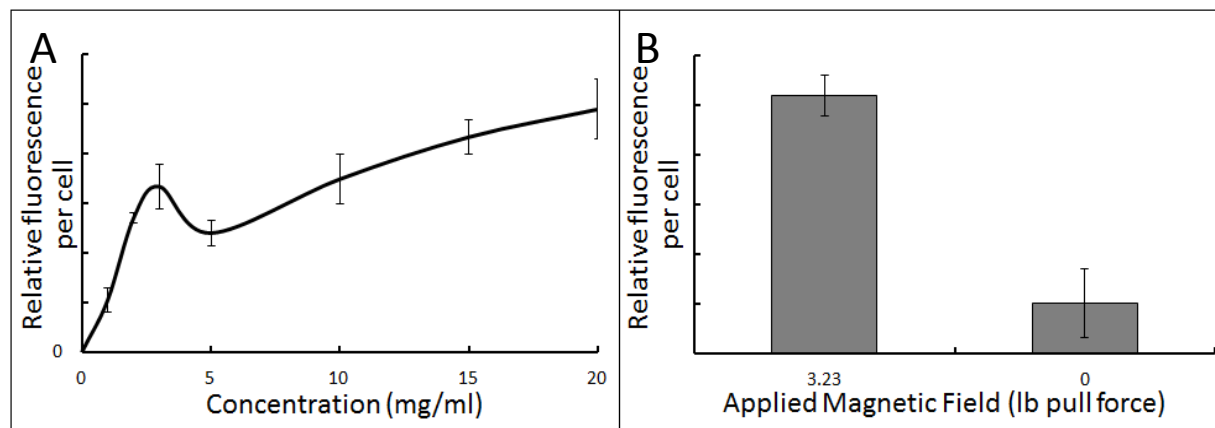 A
Relative fluorescence
per cell
0
0
5
10
15
20
Concentration (mg/ml)
B
Relative fluorescence
per cell
3.23
0
Applied Magnetic Field (lb pull force)